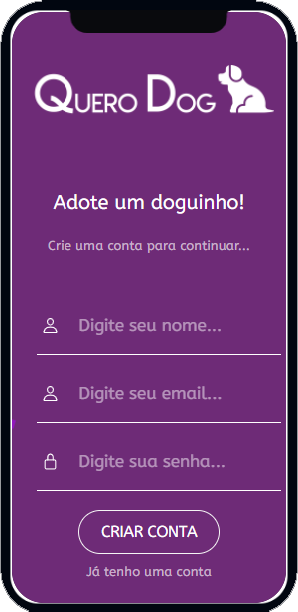 Quero Dog
Adote um doguinho!
Crie uma conta para continuar...
Digite seu nome...
Digite seu email...
Digite sua senha...
CRIAR CONTA
Já tenho uma conta